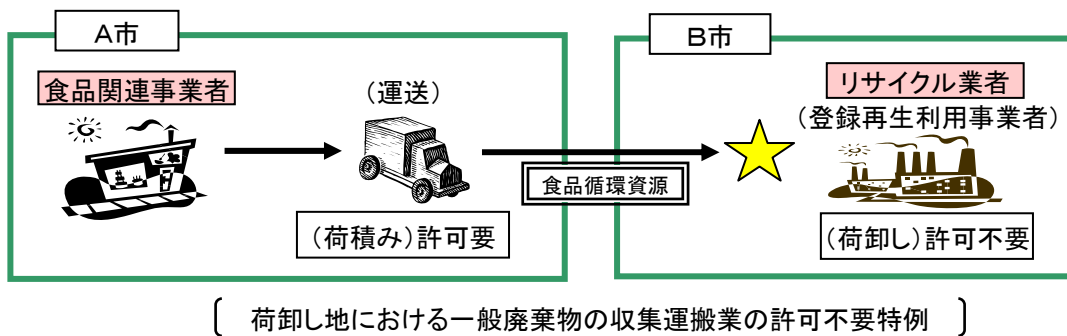 A市
B市
食品関連事業者
(運送)
リサイクル業者
(登録再生利用事業者)
食品循環資源
(荷積み)許可要
(荷卸し)許可不要
荷卸し地における一般廃棄物の収集運搬業の許可不要特例